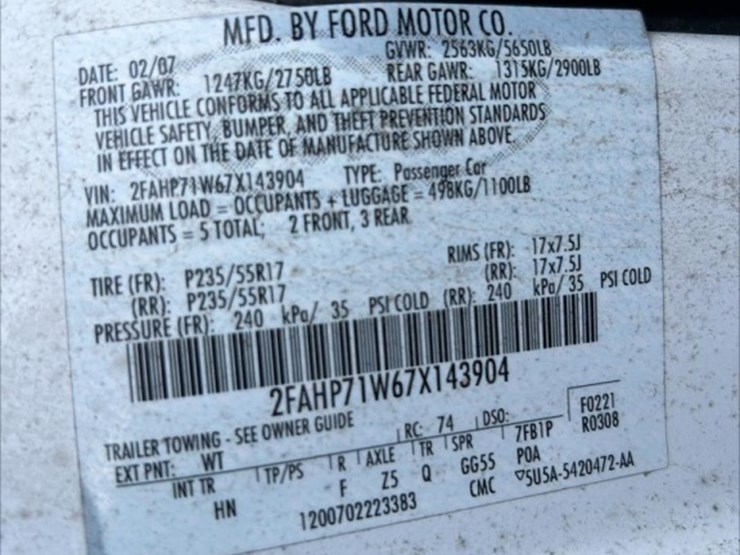 MFD. BY FORD MOTOR CO.
DATE: 02/07 GVWR: 2563KG/5650LB
FRONT GAWR: 1247KG/2750LB REAR GAWR: 1315KG/2900LB
THIS VEHICLE CONFORMS TO ALL APPLICABLE FEDERAL MOTOR
VEHICLE SAFETY, BUMPER, AND THEFT PREVENTION STANDARDS
IN EFFECT ON THE DATE OF MANUFACTURE SHOWN ABOVE.
VIN: 2FAHP71W67X143904 TYPE: Passenger Car
MAXIMUM LOAD = OCCUPANTS + LUGGAGE = 498KG/1100LB
OCCUPANTS = 5 TOTAL; 2 FRONT, 3 REAR
TIRE (FR): P235/55R17 RIMS (FR): 17x7.5J
(RR): P235/55R17 (RR): 17x7.5J
PRESSURE (FR): 240 kPa/ 35 PSI COLD (RR): 240 kPa/ 35 PSI COLD
2FAHP71W67X143904
TRAILER TOWING - SEE OWNER GUIDE RC: 74 DSO: F0221
EXT PNT: WT TP/PS R AXLE TR SPR 7FB1P R0308
INT TR F Z5 Q GG55 POA
HN 1200702223383 CMC ▽5U5A-5420472-AA